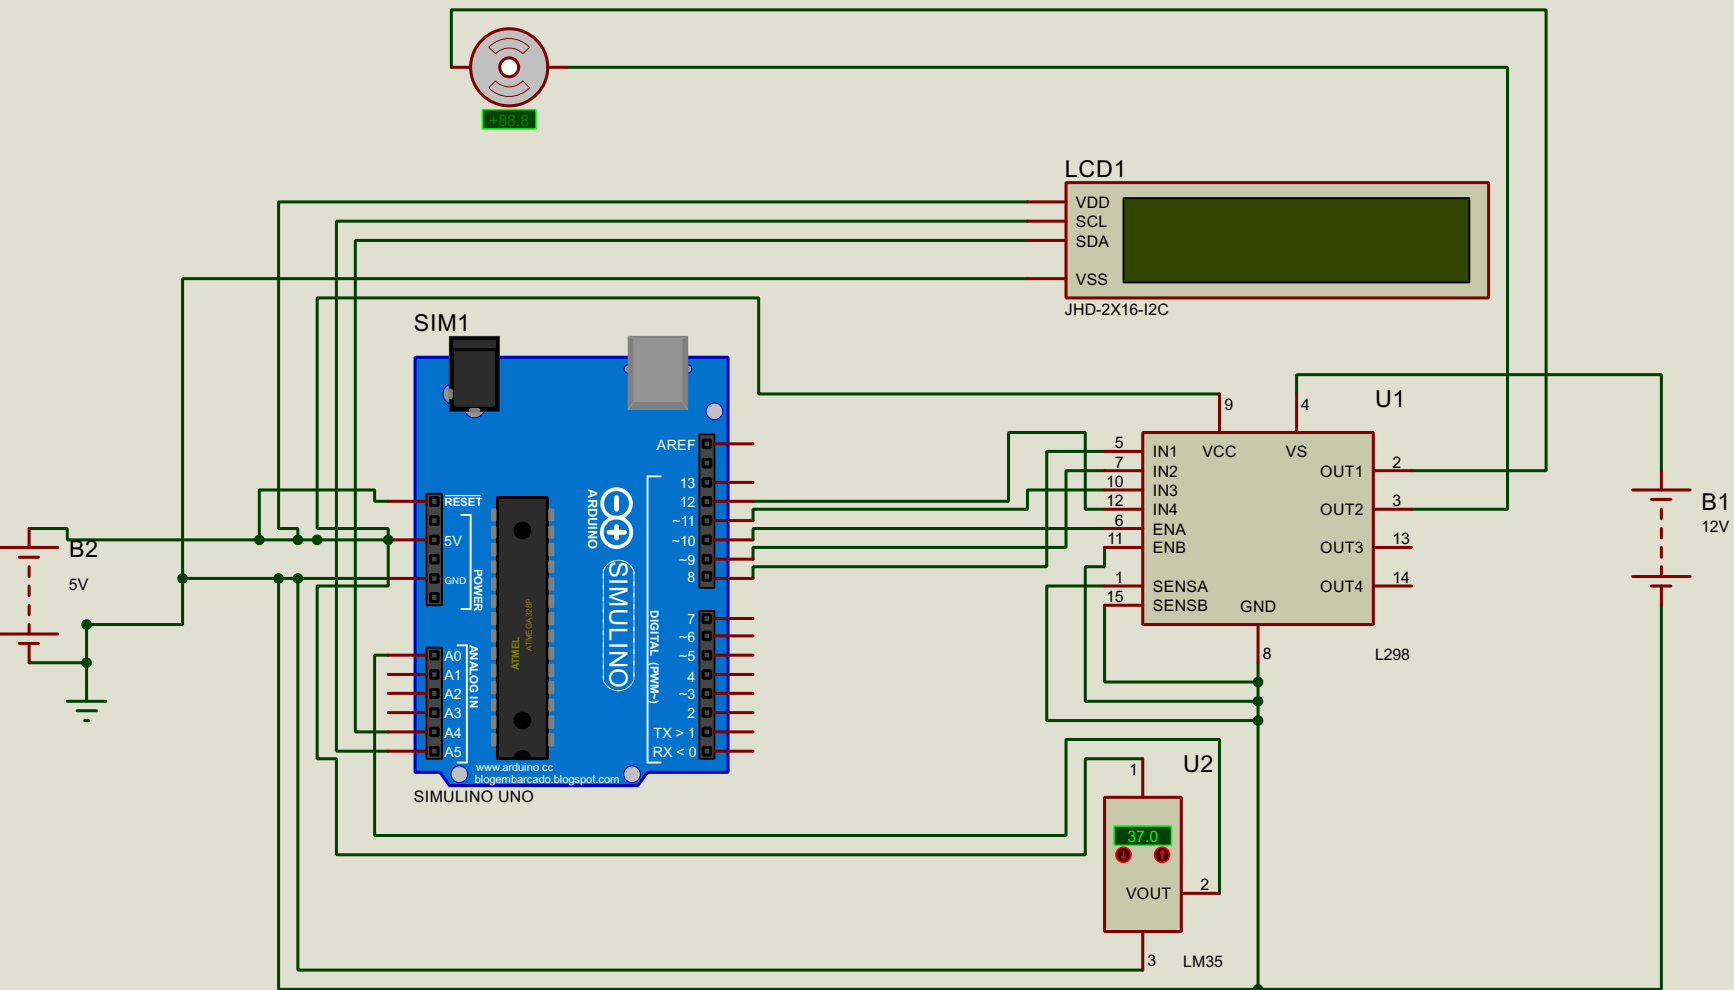 +88.8
LCD1
VDD
SCL
SDA
VSS
JHD-2X16-I2C
SIM1
AREF
13
12
~11
~10
~9
8
7
~6
~5
4
~3
2
TX > 1
RX < 0
RESET
5V
GND
POWER
A0
A1
A2
A3
A4
A5
ANALOG IN
ATMEL
ATMEGA328P
ARDUINO
SIMULINO
DIGITAL (PWM~)
www.arduino.cc
blogembarcado.blogspot.com
SIMULINO UNO
B2
5V
U1
9
4
5
7
10
12
6
11
1
15
IN1
IN2
IN3
IN4
ENA
ENB
SENSA
SENSB
VCC
VS
OUT1
OUT2
OUT3
OUT4
GND
2
3
13
14
8
L298
B1
12V
U2
1
37.0
VOUT
2
3
LM35